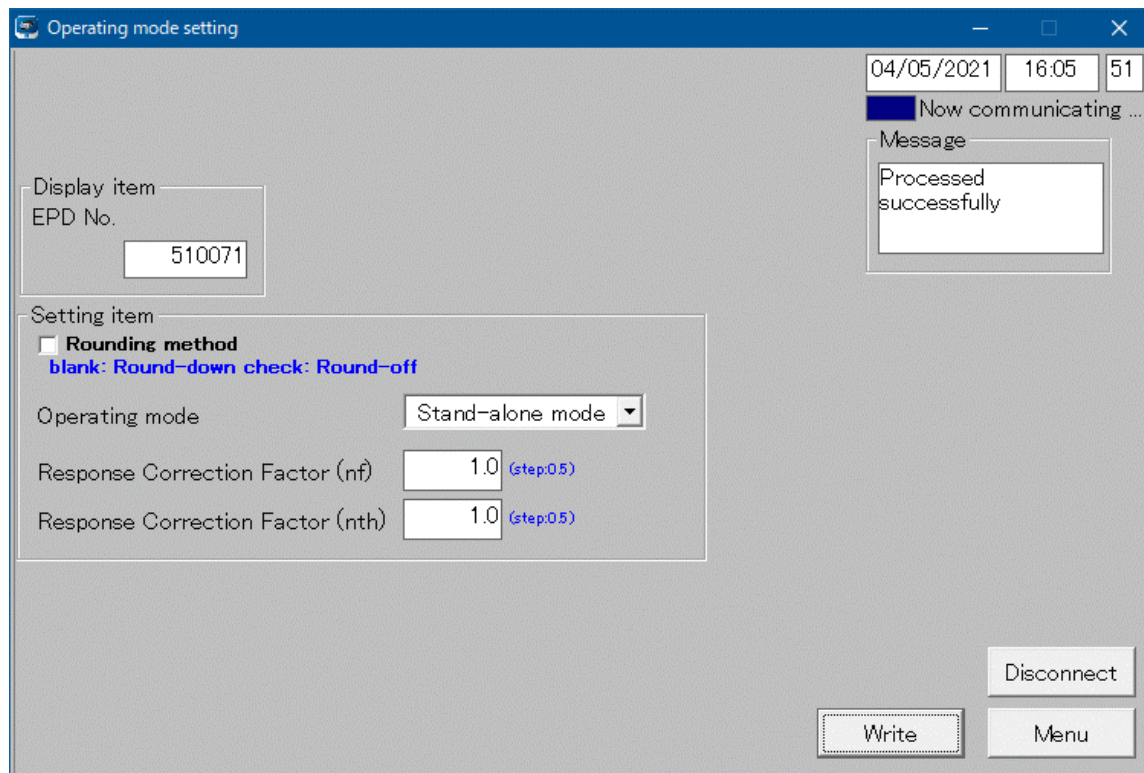 Operating mode setting
04/05/2021 16:05 51
Now communicating ...
Message
Processed
successfully
Display item
EPD No.
510071
Setting item
Rounding method
blank: Round-down check: Round-off
Operating mode Stand-alone mode
Response Correction Factor (nf) 1.0 (step:0.5)
Response Correction Factor (nth) 1.0 (step:0.5)
Disconnect
Write Menu